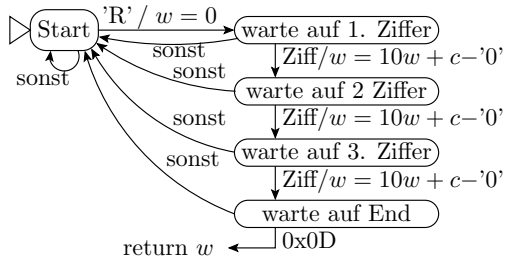 Start
'R' / w = 0
warte auf 1. Ziffer
sonst
sonst
Ziff/w = 10w + c−'0'
sonst
warte auf 2 Ziffer
sonst
Ziff/w = 10w + c−'0'
warte auf 3. Ziffer
sonst
Ziff/w = 10w + c−'0'
warte auf End
return w
0x0D